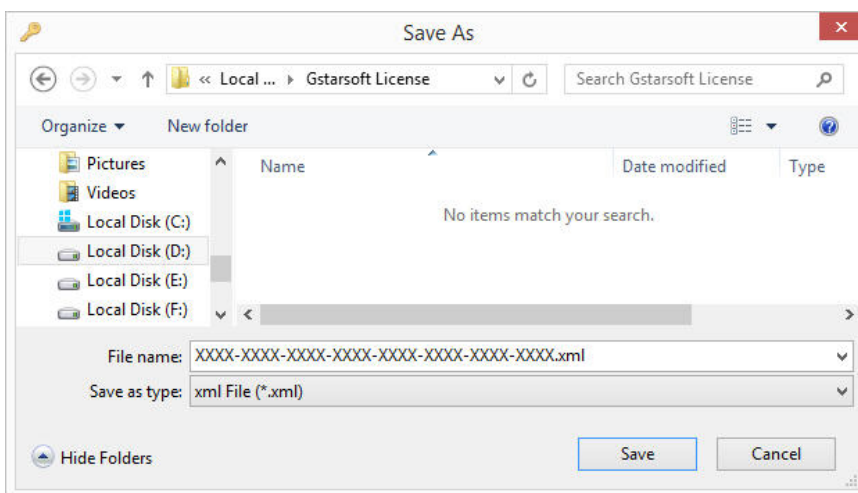 Save As
« Local ... Gstarsoft License
Search Gstarsoft License
Organize
New folder
Name
Date modified
Type
Pictures
Videos
Local Disk (C:)
Local Disk (D:)
Local Disk (E:)
Local Disk (F:)
No items match your search.
File name: XXXX-XXXX-XXXX-XXXX-XXXX-XXXX-XXXX-XXXX.xml
Save as type: xml File (*.xml)
Hide Folders
Save
Cancel